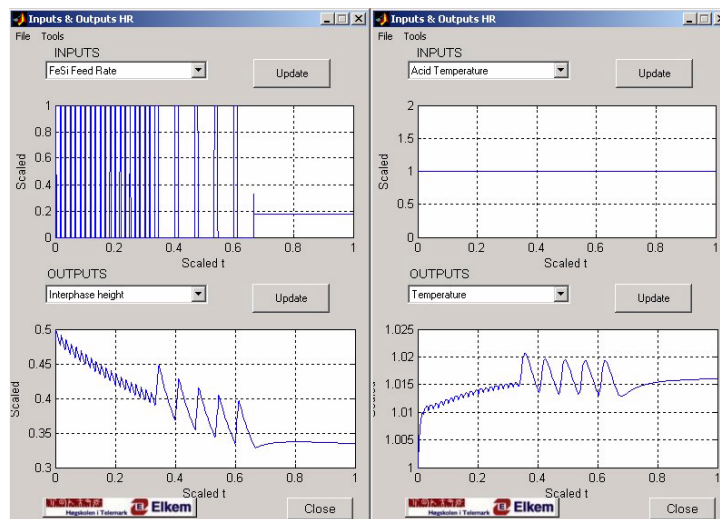 Inputs & Outputs HR
File Tools
INPUTS
FeSi Feed Rate
Update
1
0.8
0.6
0.4
0.2
0
Scaled
0 0.2 0.4 0.6 0.8 1
Scaled t
OUTPUTS
Interphase height
Update
0.5
0.45
0.4
0.35
0.3
Scaled
0 0.2 0.4 0.6 0.8 1
Scaled t
Høgskolen i Telemark
Elkem
Close
Inputs & Outputs HR
File Tools
INPUTS
Acid Temperature
Update
2
1.5
1
0.5
0
Scaled
0 0.2 0.4 0.6 0.8 1
Scaled t
OUTPUTS
Temperature
Update
1.025
1.02
1.015
1.01
1.005
1
Scaled
0 0.2 0.4 0.6 0.8 1
Scaled t
Høgskolen i Telemark
Elkem
Close